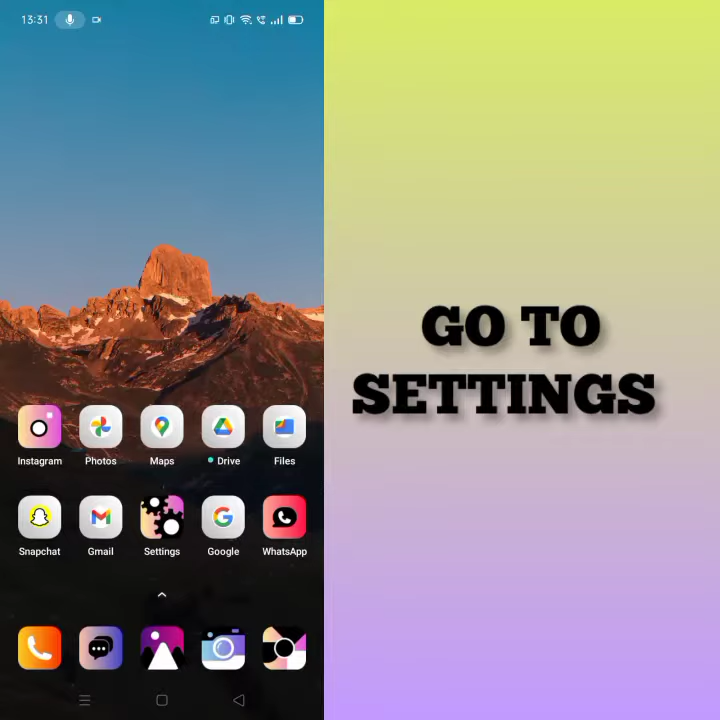 13:31
GO TO
SETTINGS
Instagram Photos Maps Drive Files
Snapchat Gmail Settings Google WhatsApp